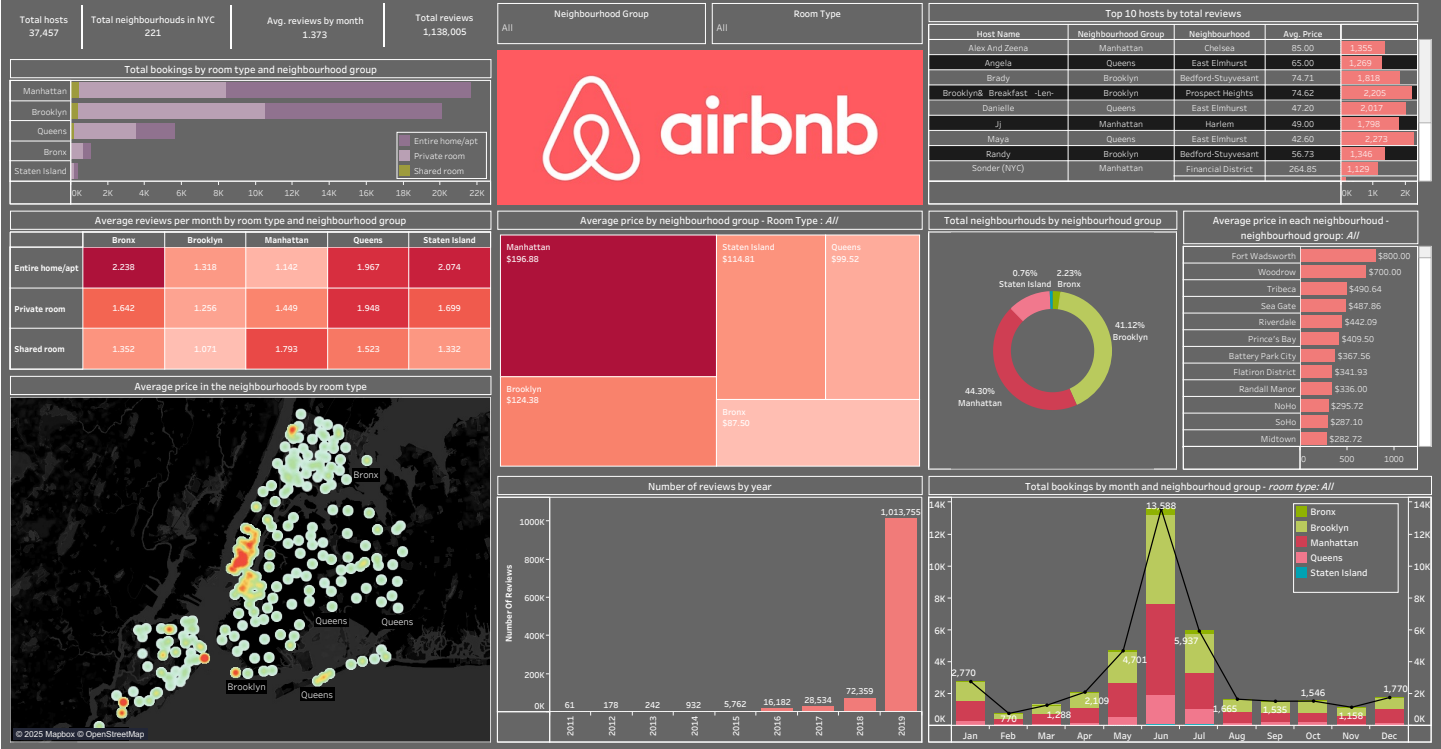 Total hosts
37,457
Total neighbourhouds in NYC
221
Avg. reviews by month
1.373
Total reviews
1,138,005
Neighbourhood Group
All
Room Type
All
airbnb
Top 10 hosts by total reviews
Host Name Neighbourhood Group Neighbourhood Avg. Price
Alex And Zeena Manhattan Chelsea 85.00 1,355
Angela Queens East Elmhurst 65.00 1,269
Brady Brooklyn Bedford-Stuyvesant 74.71 1,818
Brooklyn& Breakfast -Len- Brooklyn Prospect Heights 74.62 2,205
Danielle Queens East Elmhurst 47.20 2,017
Jj Manhattan Harlem 49.00 1,798
Maya Queens East Elmhurst 42.60 2,273
Randy Brooklyn Bedford-Stuyvesant 56.73 1,346
Sonder (NYC) Manhattan Financial District 264.85 1,129
0K 1K 2K
Total bookings by room type and neighbourhoud group
Manhattan
Brooklyn
Queens
Bronx
Staten Island
Entire home/apt
Private room
Shared room
0K 2K 4K 6K 8K 10K 12K 14K 16K 18K 20K 22K
Average reviews per month by room type and neighbourhoud group
Bronx Brooklyn Manhattan Queens Staten Island
Entire home/apt 2.238 1.318 1.142 1.967 2.074
Private room 1.642 1.256 1.449 1.948 1.699
Shared room 1.352 1.071 1.793 1.523 1.332
Average price by neighbourhoud group - Room Type : All
Manhattan
$196.88
Staten Island
$114.81
Queens
$99.52
Brooklyn
$124.38
Bronx
$87.50
Total neighbourhouds by neighbourhoud group
0.76%
Staten Island
2.23%
Bronx
41.12%
Brooklyn
44.30%
Manhattan
Average price in each neighbourhoud -
neighbourhoud group: All
Fort Wadsworth $800.00
Woodrow $700.00
Tribeca $490.64
Sea Gate $487.86
Riverdale $442.09
Prince's Bay $409.50
Battery Park City $367.56
Flatiron District $341.93
Randall Manor $336.00
NoHo $295.72
SoHo $287.10
Midtown $282.72
0 500 1000
Average price in the neighbourhoods by room type
Bronx
Queens
Queens
Brooklyn
Queens
© 2025 Mapbox © OpenStreetMap
Number of reviews by year
Number Of Reviews
1000K
800K
600K
400K
200K
0K
61 178 242 932 5,762 16,182 28,534 72,359 1,013,755
2011 2012 2013 2014 2015 2016 2017 2018 2019
Total bookings by month and neighbourhoud group - room type: All
14K 14K
12K 12K
10K 10K
8K 8K
6K 6K
4K 4K
2K 2K
0K 0K
2,770 770 1,288 2,109 4,701 13,588 5,937 1,665 1,535 1,546 1,158 1,770
Jan Feb Mar Apr May Jun Jul Aug Sep Oct Nov Dec
Bronx
Brooklyn
Manhattan
Queens
Staten Island